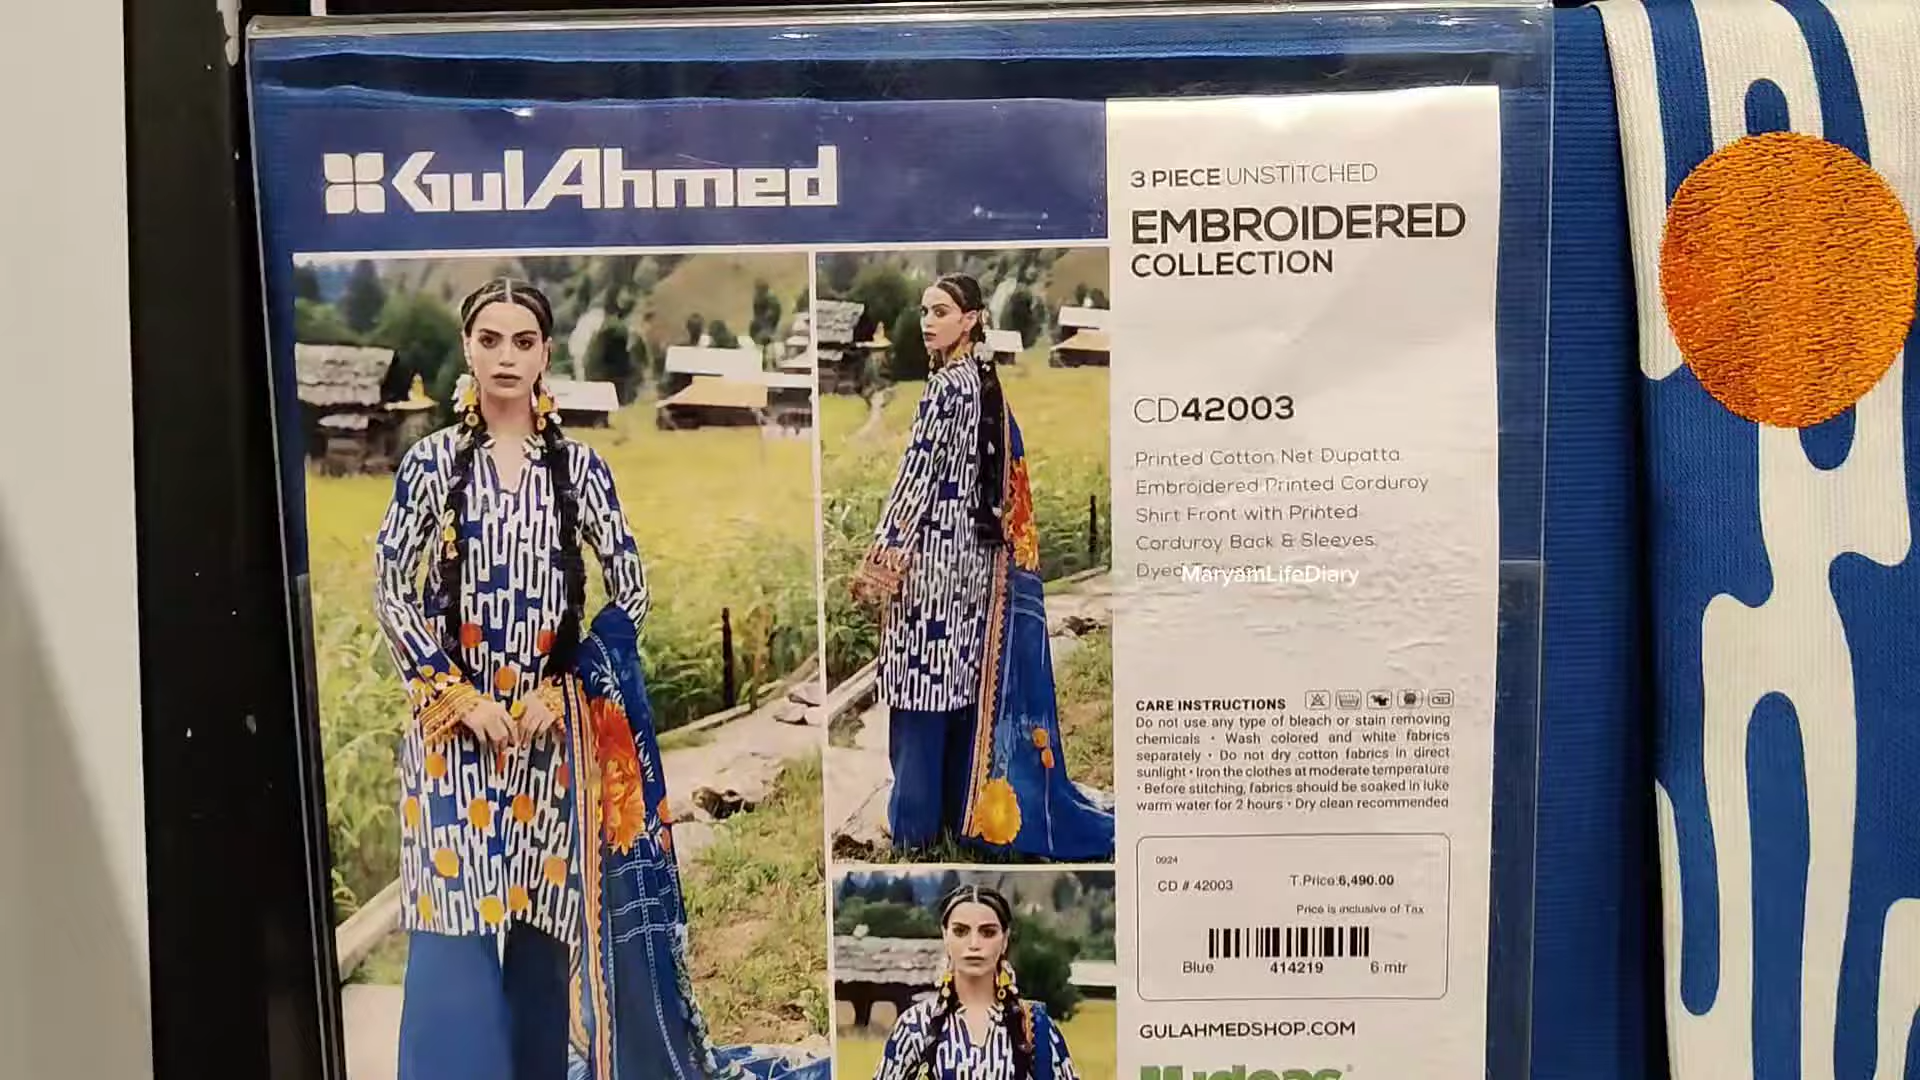 GulAhmed
3 PIECE UNSTITCHED
EMBROIDERED
COLLECTION
CD42003
Printed Cotton Net Dupatta
Embroidered Printed Corduroy
Shirt Front with Printed
Corduroy Back & Sleeves
Dyed
MaryamLifeDiary
CARE INSTRUCTIONS
Do not use any type of bleach or stain removing
chemicals • Wash colored and white fabrics
separately • Do not dry cotton fabrics in direct
sunlight • Iron the clothes at moderate temperature
• Before stitching, fabrics should be soaked in luke
warm water for 2 hours • Dry clean recommended
0924
CD # 42003 T.Price:6,490.00
Price is inclusive of Tax
Blue 414219 6 mtr
GULAHMEDSHOP.COM